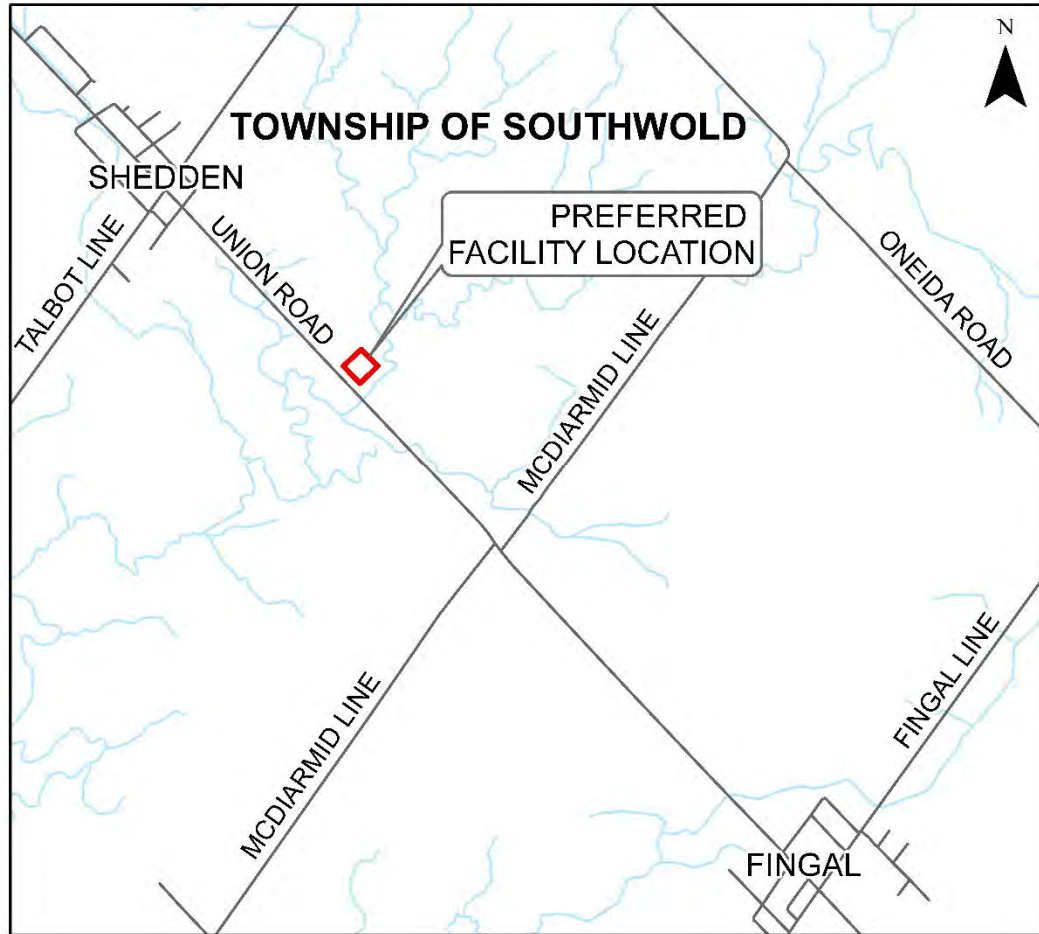 N
TOWNSHIP OF SOUTHWOLD
SHEDDEN
PREFERRED
FACILITY LOCATION
UNION ROAD
TALBOT LINE
ONEIDA ROAD
MCDIARMID LINE
FINGAL LINE
MCDIARMID LINE
FINGAL